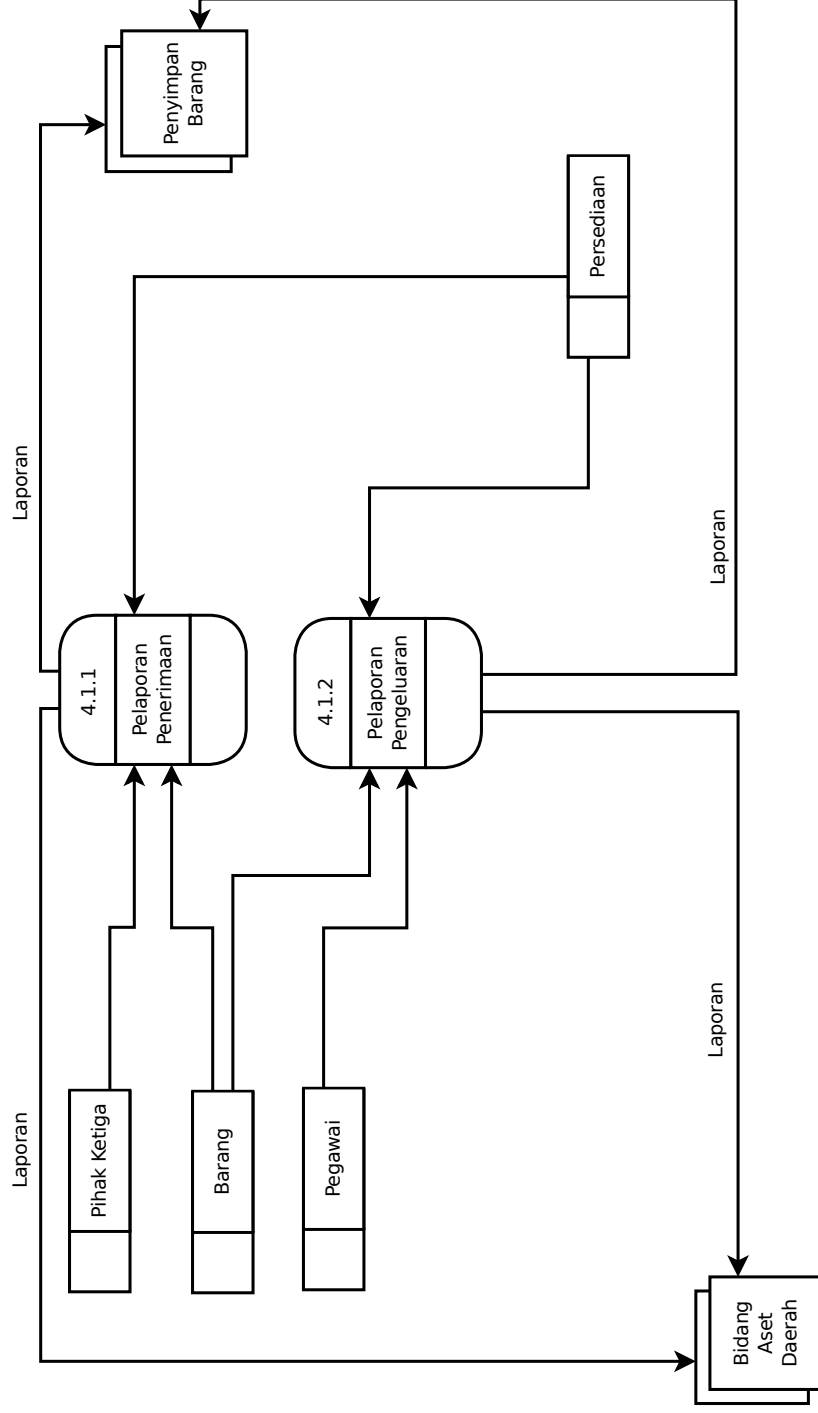 Laporan
Laporan
Pihak Ketiga
4.1.1
Pelaporan
Penerimaan
Penyimpan
Barang
Barang
Pegawai
4.1.2
Pelaporan
Pengeluaran
Persediaan
Laporan
Laporan
Bidang
Aset
Daerah